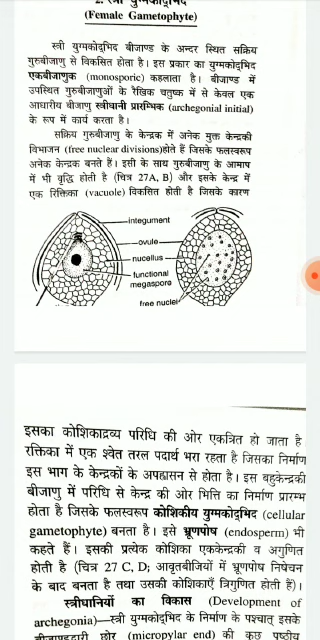 2. स्त्री युग्मकोद्भिद
(Female Gametophyte)
स्त्री युग्मकोद्भिद बीजाण्ड के अन्दर स्थित सक्रिय
गुरुबीजाणु से विकसित होता है। इस प्रकार का युग्मकोद्भिद
एकबीजाणुक (monosporic) कहलाता है। बीजाण्ड में
उपस्थित गुरुबीजाणुओं के रैखिक चतुष्क में से केवल एक
आधारीय बीजाणु स्त्रीधानी प्रारम्भिक (archegonial initial)
के रूप में कार्य करता है।
सक्रिय गुरुबीजाणु के केन्द्रक में अनेक मुक्त केन्द्रकी
विभाजन (free nuclear divisions)होते हैं जिसके फलस्वरूप
अनेक केन्द्रक बनते हैं। इसी के साथ गुरुबीजाणु के आमाप
में भी वृद्धि होती है (चित्र 27A, B) और इसके केन्द्र में
एक रिक्तिका (vacuole) विकसित होती है जिसके कारण
integument
ovule
nucellus
functional
megaspore
free nuclei
इसका कोशिकाद्रव्य परिधि की ओर एकत्रित हो जाता है
रक्तिका में एक श्वेत तरल पदार्थ भरा रहता है जिसका निर्माण
इस भाग के केन्द्रकों के अपह्रासन से होता है। इस बहुकेन्द्रकी
बीजाणु में परिधि से केन्द्र की ओर भित्ति का निर्माण प्रारम्भ
होता है जिसके फलस्वरूप कोशिकीय युग्मकोद्भिद (cellular
gametophyte) बनता है। इसे भ्रूणपोष (endosperm) भी
कहते हैं। इसकी प्रत्येक कोशिका एककेन्द्रकी व अगुणित
होती है (चित्र 27 C, D; आवृतबीजियों में भ्रूणपोष निषेचन
के बाद बनता है तथा उसकी कोशिकाएँ त्रिगुणित होती हैं)।
स्त्रीधानियों का विकास (Development of
archegonia)—स्त्री युग्मकोद्भिद के निर्माण के पश्चात् इसके
बीजाण्डद्वारी छोर (micropylar end) की कुछ पृष्ठीय